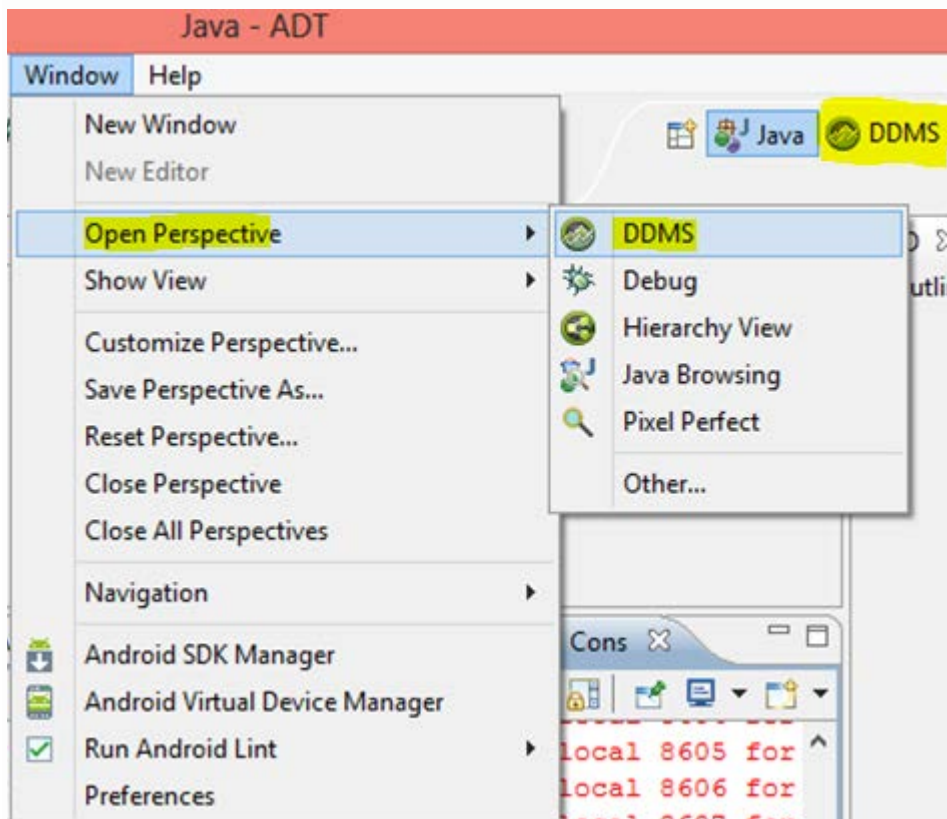 Java - ADT
Window Help
New Window
Java DDMS
New Editor
Open Perspective
DDMS
Show View
Debug
Hierarchy View
Customize Perspective...
Java Browsing
Save Perspective As...
Pixel Perfect
Reset Perspective...
Close Perspective
Other...
Close All Perspectives
Navigation
Cons
Android SDK Manager
Android Virtual Device Manager
Run Android Lint
local 8605 for
Preferences
local 8606 for